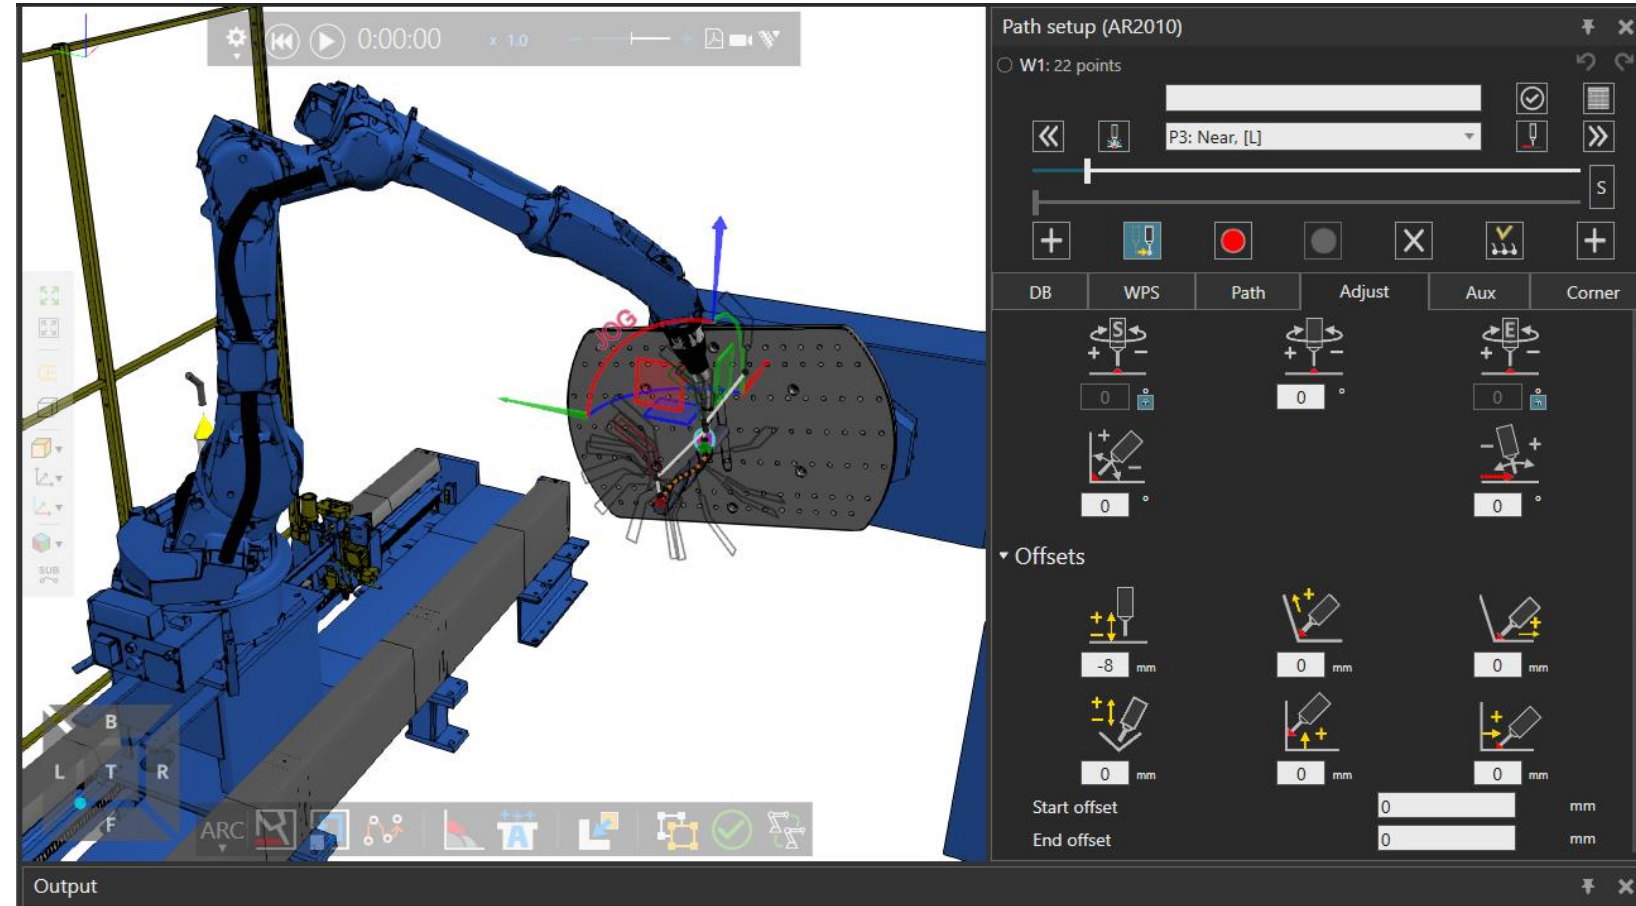 Path setup (AR2010)
0:00:00
x 1.0
W1: 22 points
P3: Near, [L]
S
JOG
DB
WPS
Path
Adjust
Aux
Corner
S
E
+ -
+ -
+ -
0 °
0 °
0 °
+ -
- +
0 °
0 °
SUB
Offsets
+ -
+
+
-8 mm
0 mm
0 mm
+ -
+
+
0 mm
0 mm
0 mm
B
L
T
R
F
ARC
A
Start offset
0
mm
End offset
0
mm
Output